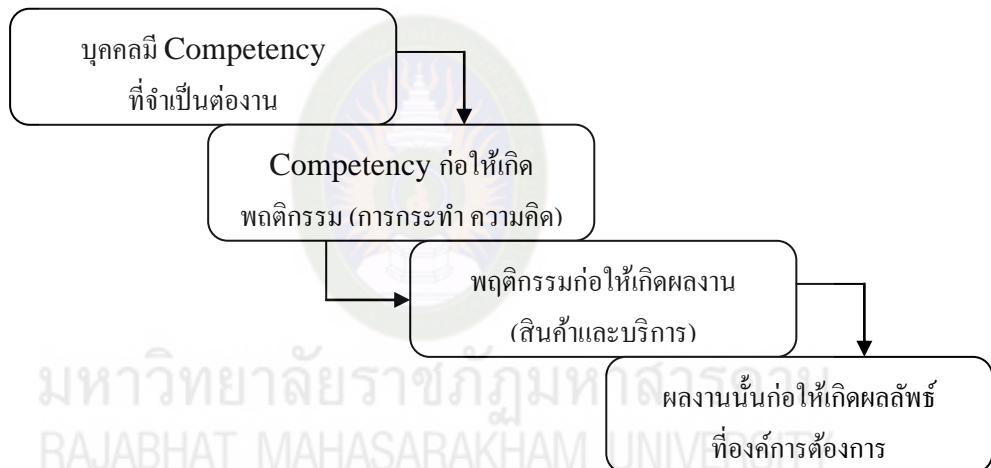 บุคคลมี Competency
ที่จำเป็นต่องาน
Competency ก่อให้เกิด
พฤติกรรม (การกระทำ ความคิด)
พฤติกรรมก่อให้เกิดผลงาน
(สินค้าและบริการ)
มหาวิทยาลัยราชภัฏมหาสารคาม
ผลงานนั้นก่อให้เกิดผลลัพธ์
RAJABHAT MAHASARAKHAM UNIVERSITY
ที่องค์การต้องการ